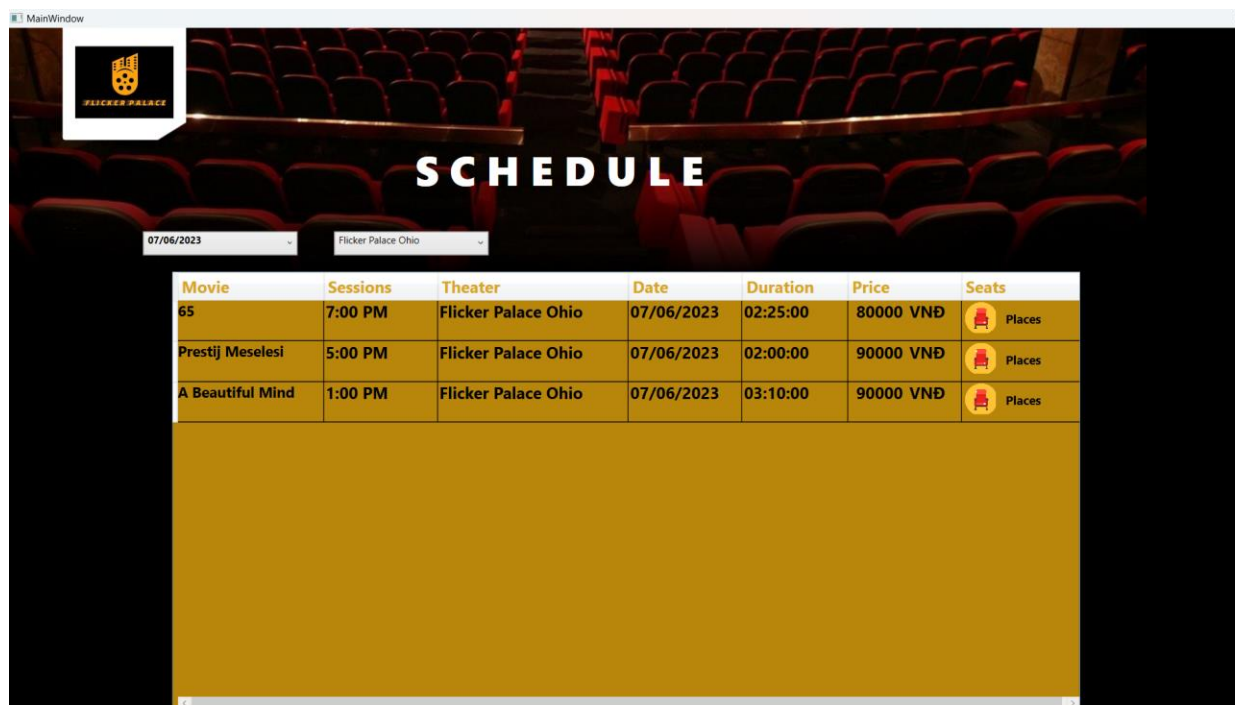 MainWindow
FLICKER PALACE
SCHEDULE
07/06/2023 Flicker Palace Ohio
Movie Sessions Theater Date Duration Price Seats
65 7:00 PM Flicker Palace Ohio 07/06/2023 02:25:00 80000 VNĐ Places
Prestij Meselesi 5:00 PM Flicker Palace Ohio 07/06/2023 02:00:00 90000 VNĐ Places
A Beautiful Mind 1:00 PM Flicker Palace Ohio 07/06/2023 03:10:00 90000 VNĐ Places